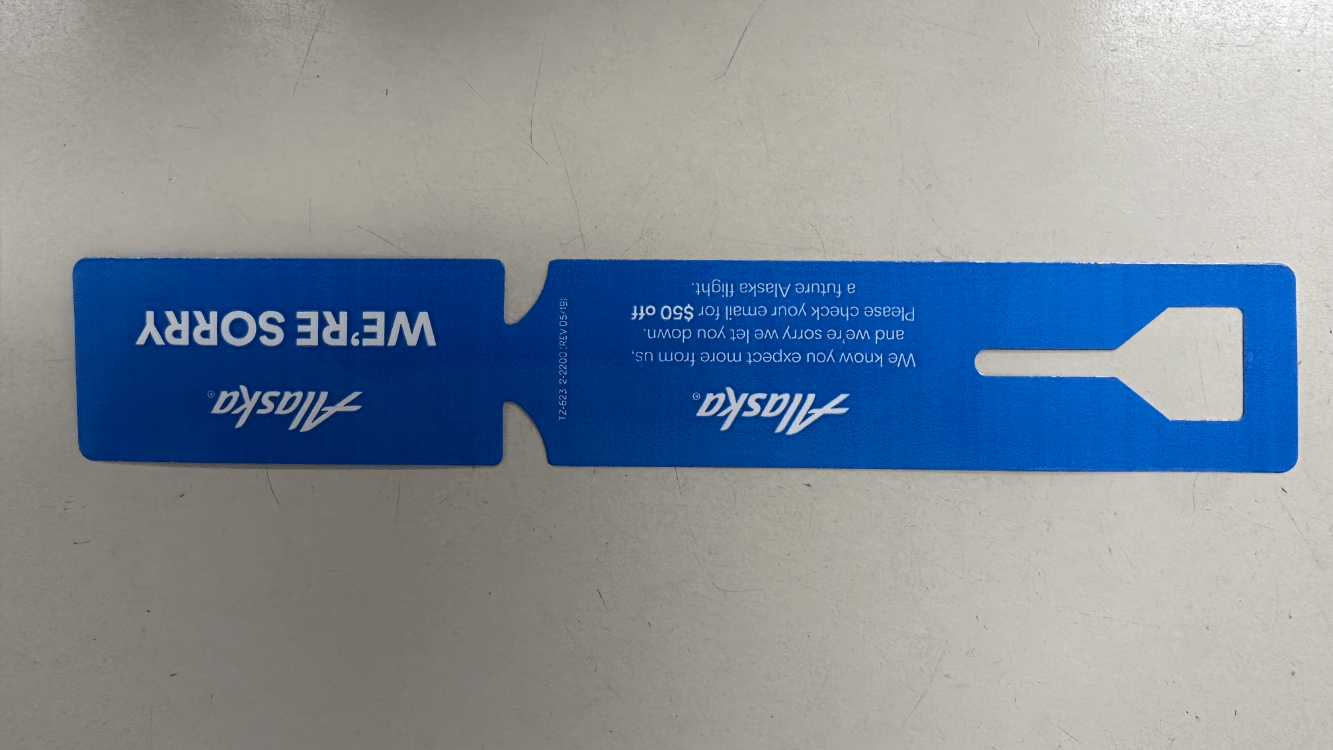 Alaska®
WE'RE SORRY
Alaska®
We know you expect more from us,
and we're sorry we let you down.
Please check your email for $50 off
a future Alaska flight.
TZ-623 2-2200 (REV 05/19)